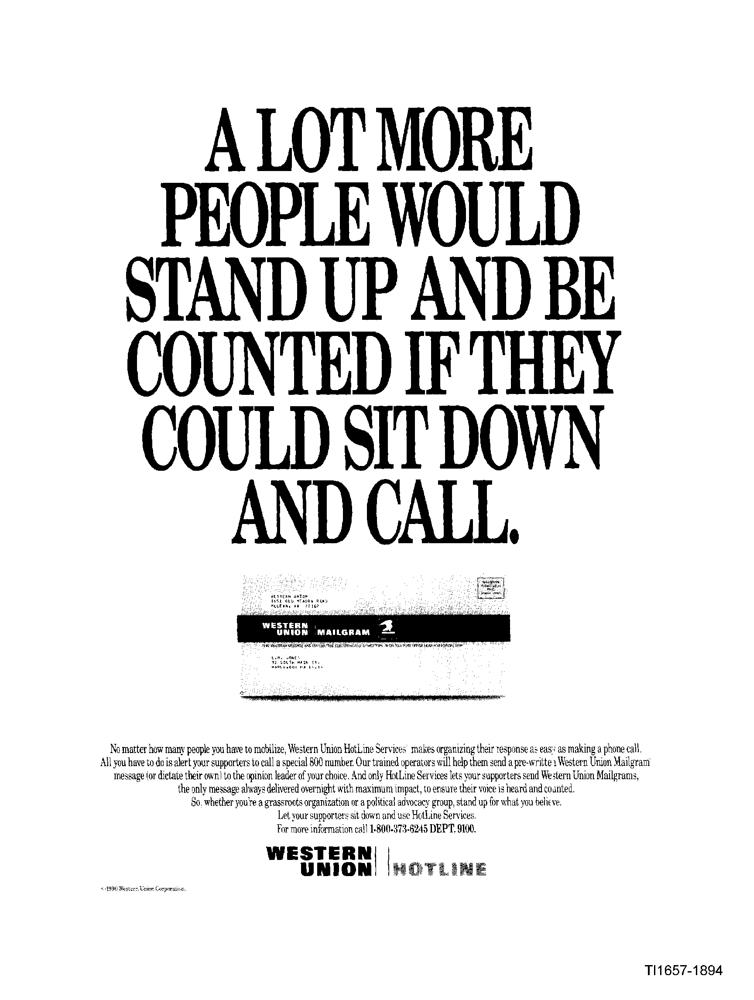 A LOT MORE
PEOPLE WOULD
STAND UP AND BE
COUNTED IF THEY
COULD SIT DOWN
AND CALL.
WESTERN UNION
WESTERN
UNION MAILGRAM
No matter how many people you have to mobilize, Western Union HotLine Services makes organizing their response as easy as making a phone call.
All you have to do is alert your supporters to call a special 800 number. Our trained operators will help them send a pre-written Western Union Mailgram
message (or dictate their own) to the opinion leader of your choice. And only HotLine Services lets your supporters send Western Union Mailgrams,
the only message always delivered overnight with maximum impact, to ensure their voice is heard and counted.
So, whether you're a grassroots organization or a political advocacy group, stand up for what you believe.
Let your supporters sit down and use HotLine Services.
For more information call 1-800-373-6245 DEPT. 9100.
WESTERN
UNION HOTLINE
Western Union Corporation.
TI1657-1894